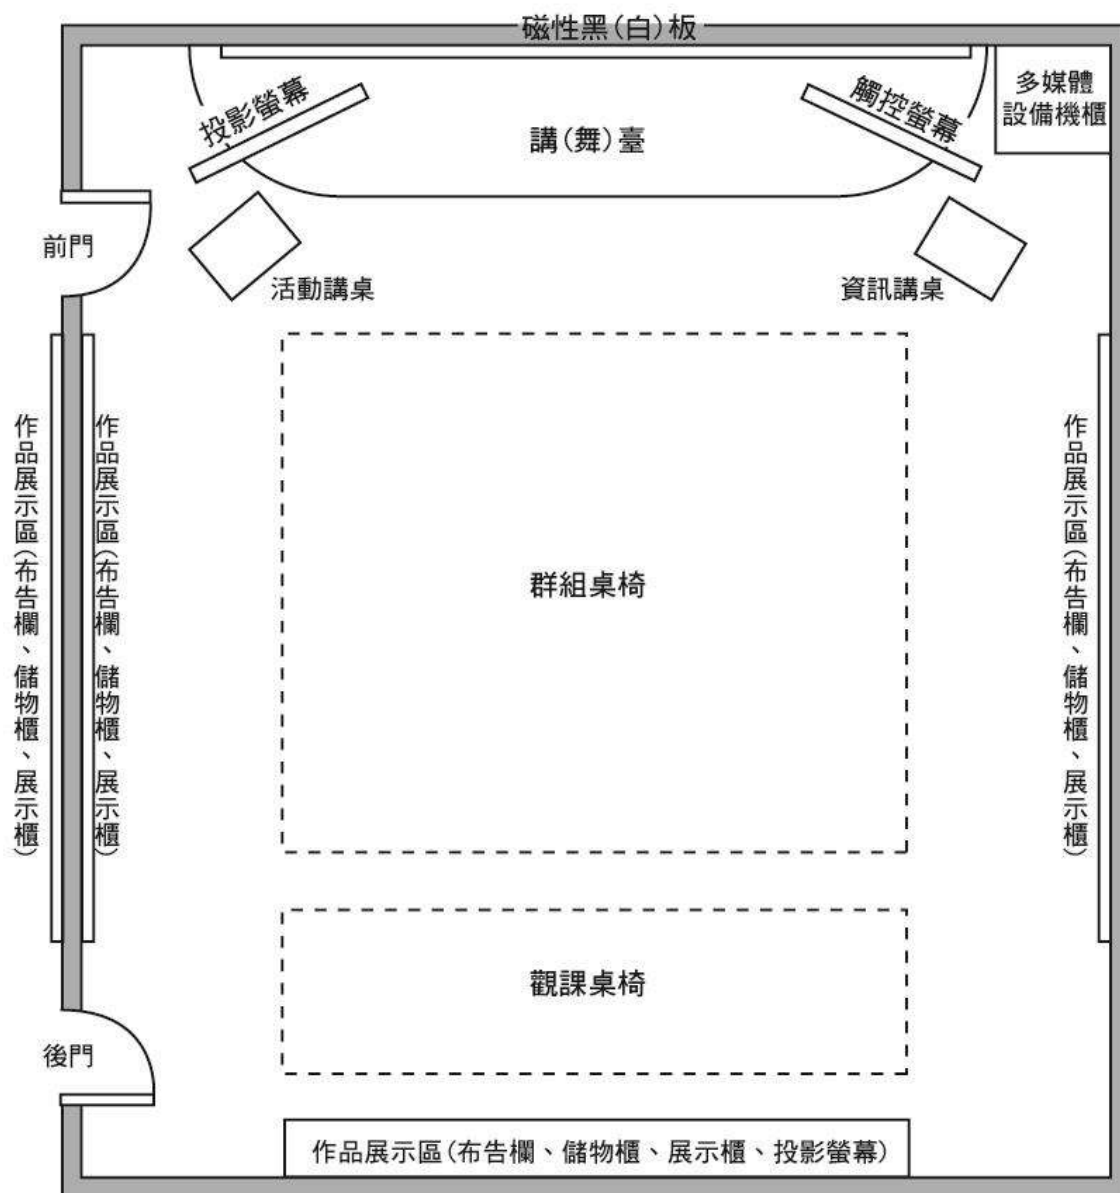 磁性黑(白)板
投影螢幕
講(舞)臺
觸控螢幕
多媒體
設備機櫃
前門
活動講桌
資訊講桌
作品展示區(布告欄、儲物櫃、展示櫃)
作品展示區(布告欄、儲物櫃、展示櫃)
群組桌椅
作品展示區(布告欄、儲物櫃、展示櫃)
觀課桌椅
後門
作品展示區(布告欄、儲物櫃、展示櫃、投影螢幕)